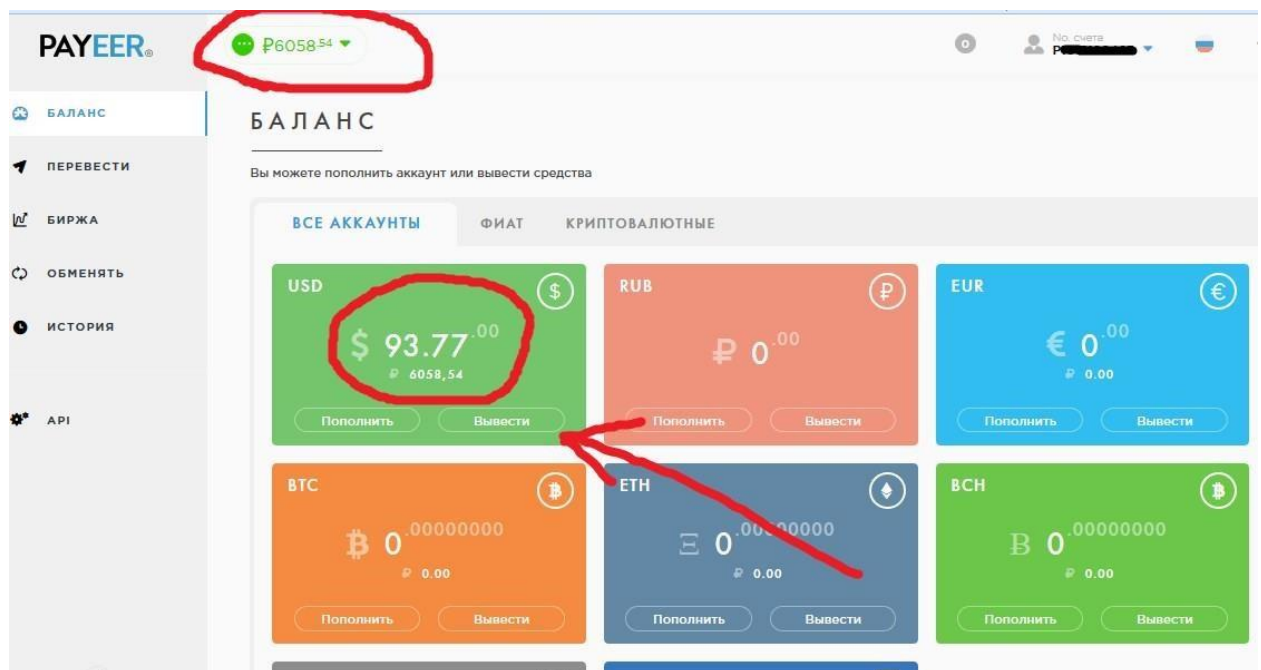 PAYEER®
₽6058.54
0
No. счета
P
БАЛАНС
ПЕРЕВЕСТИ
БИРЖА
ОБМЕНЯТЬ
ИСТОРИЯ
API
БАЛАНС
Вы можете пополнить аккаунт или вывести средства
ВСЕ АККАУНТЫ ФИАТ КРИПТОВАЛЮТНЫЕ
USD $
$ 93.77.00
₽ 6058,54
Пополнить Вывести
RUB ₽
₽ 0.00
Пополнить Вывести
EUR €
€ 0.00
₽ 0.00
Пополнить Вывести
BTC
0.00000000
₽ 0.00
Пополнить Вывести
ETH
Ξ 0.00000000
₽ 0.00
Пополнить Вывести
BCH
0.00000000
₽ 0.00
Пополнить Вывести